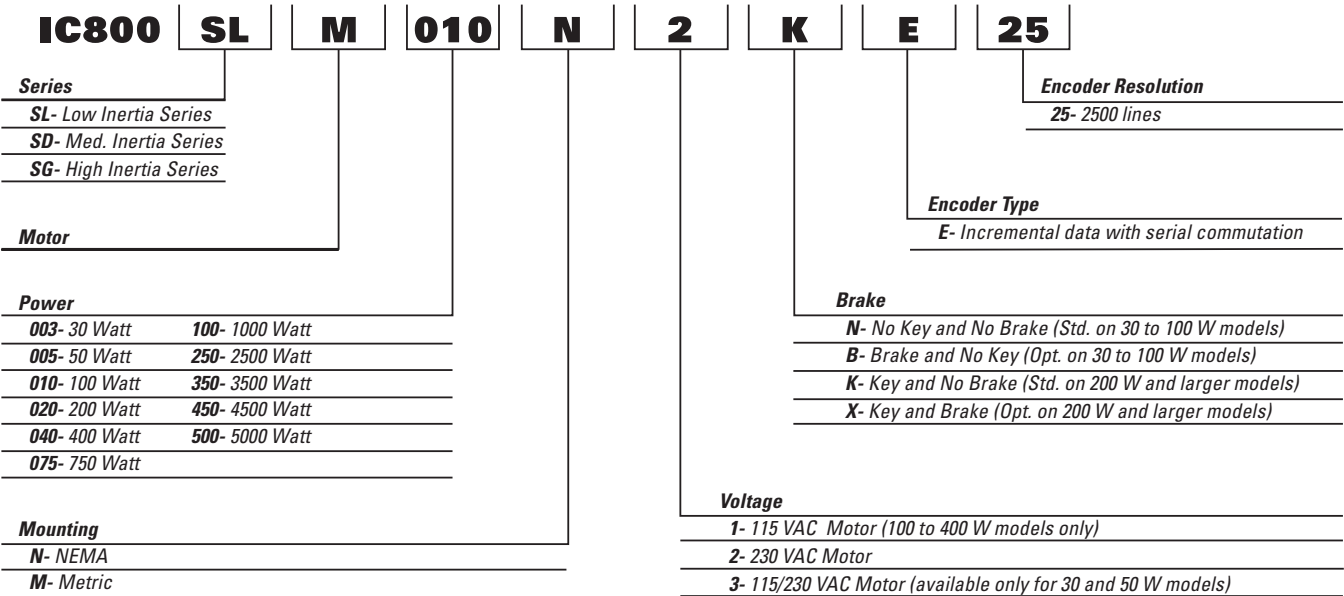 IC800 SL M 010 N 2 K E 25
Series
SL- Low Inertia Series
SD- Med. Inertia Series
SG- High Inertia Series
Motor
Power
003- 30 Watt 100- 1000 Watt
005- 50 Watt 250- 2500 Watt
010- 100 Watt 350- 3500 Watt
020- 200 Watt 450- 4500 Watt
040- 400 Watt 500- 5000 Watt
075- 750 Watt
Mounting
N- NEMA
M- Metric
Encoder Resolution
25- 2500 lines
Encoder Type
E- Incremental data with serial commutation
Brake
N- No Key and No Brake (Std. on 30 to 100 W models)
B- Brake and No Key (Opt. on 30 to 100 W models)
K- Key and No Brake (Std. on 200 W and larger models)
X- Key and Brake (Opt. on 200 W and larger models)
Voltage
1- 115 VAC Motor (100 to 400 W models only)
2- 230 VAC Motor
3- 115/230 VAC Motor (available only for 30 and 50 W models)